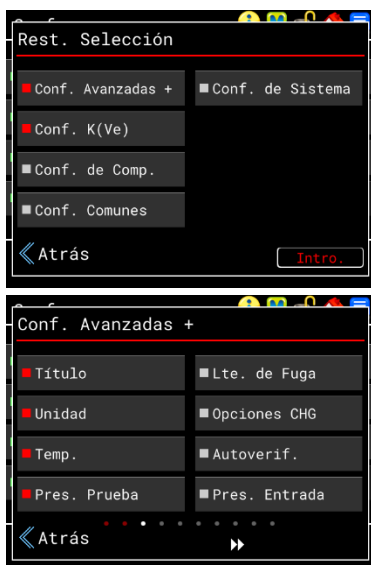 Rest. Selección
Conf. Avanzadas +
Conf. de Sistema
Conf. K(Ve)
Conf. de Comp.
Conf. Comunes
Atrás
Intro.
Conf. Avanzadas +
Título
Lte. de Fuga
Unidad
Opciones CHG
Temp.
Autoverif.
Pres. Prueba
Pres. Entrada
Atrás